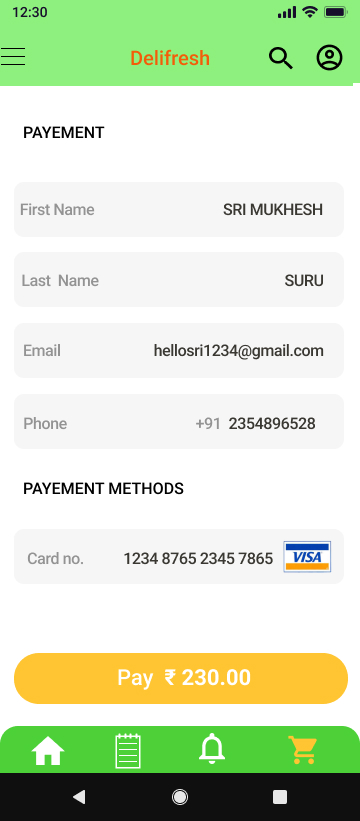 12:30
Delifresh
PAYEMENT
First Name SRI MUKHESH
Last Name SURU
Email hellosri1234@gmail.com
Phone +91 2354896528
PAYEMENT METHODS
Card no. 1234 8765 2345 7865 VISA
Pay ₹ 230.00